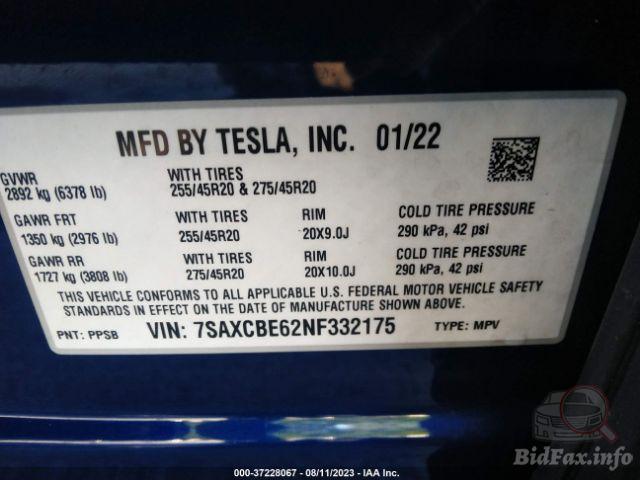 MFD BY TESLA, INC. 01/22
GVWR
2892 kg (6378 lb)
WITH TIRES
255/45R20 & 275/45R20
GAWR FRT
1350 kg (2976 lb)
WITH TIRES
255/45R20
RIM
20X9.0J
COLD TIRE PRESSURE
290 kPa, 42 psi
GAWR RR
1727 kg (3808 lb)
WITH TIRES
275/45R20
RIM
20X10.0J
COLD TIRE PRESSURE
290 kPa, 42 psi
THIS VEHICLE CONFORMS TO ALL APPLICABLE U.S. FEDERAL MOTOR VEHICLE SAFETY
STANDARDS IN EFFECT ON THE DATE OF MANUFACTURE SHOWN ABOVE.
PNT: PPSB VIN: 7SAXCBE62NF332175 TYPE: MPV
BidFax.info
000-37228067 - 08/11/2023 - IAA Inc.